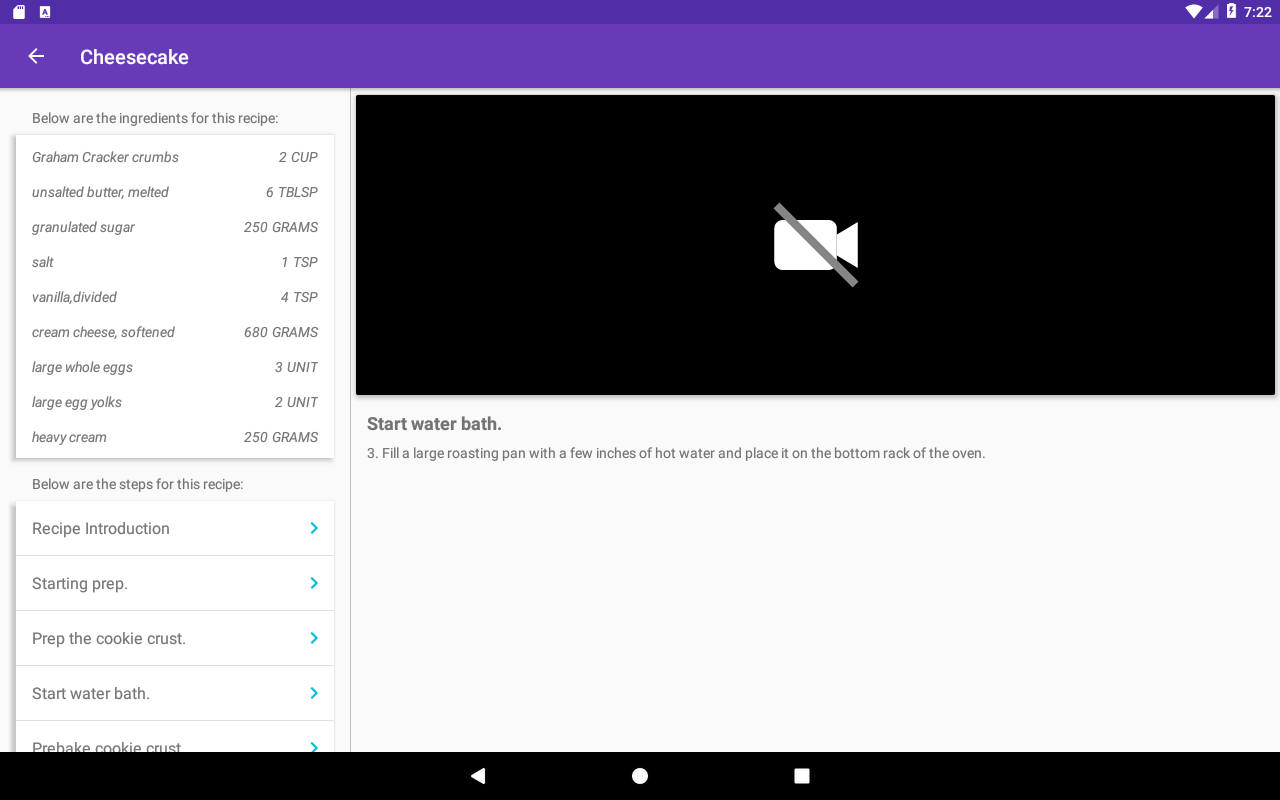 7:22
Cheesecake
Below are the ingredients for this recipe:
Graham Cracker crumbs 2 CUP
unsalted butter, melted 6 TBLSP
granulated sugar 250 GRAMS
salt 1 TSP
vanilla,divided 4 TSP
cream cheese, softened 680 GRAMS
large whole eggs 3 UNIT
large egg yolks 2 UNIT
heavy cream 250 GRAMS
Below are the steps for this recipe:
Recipe Introduction
Starting prep.
Prep the cookie crust.
Start water bath.
Prebake cookie crust
Start water bath.
3. Fill a large roasting pan with a few inches of hot water and place it on the bottom rack of the oven.